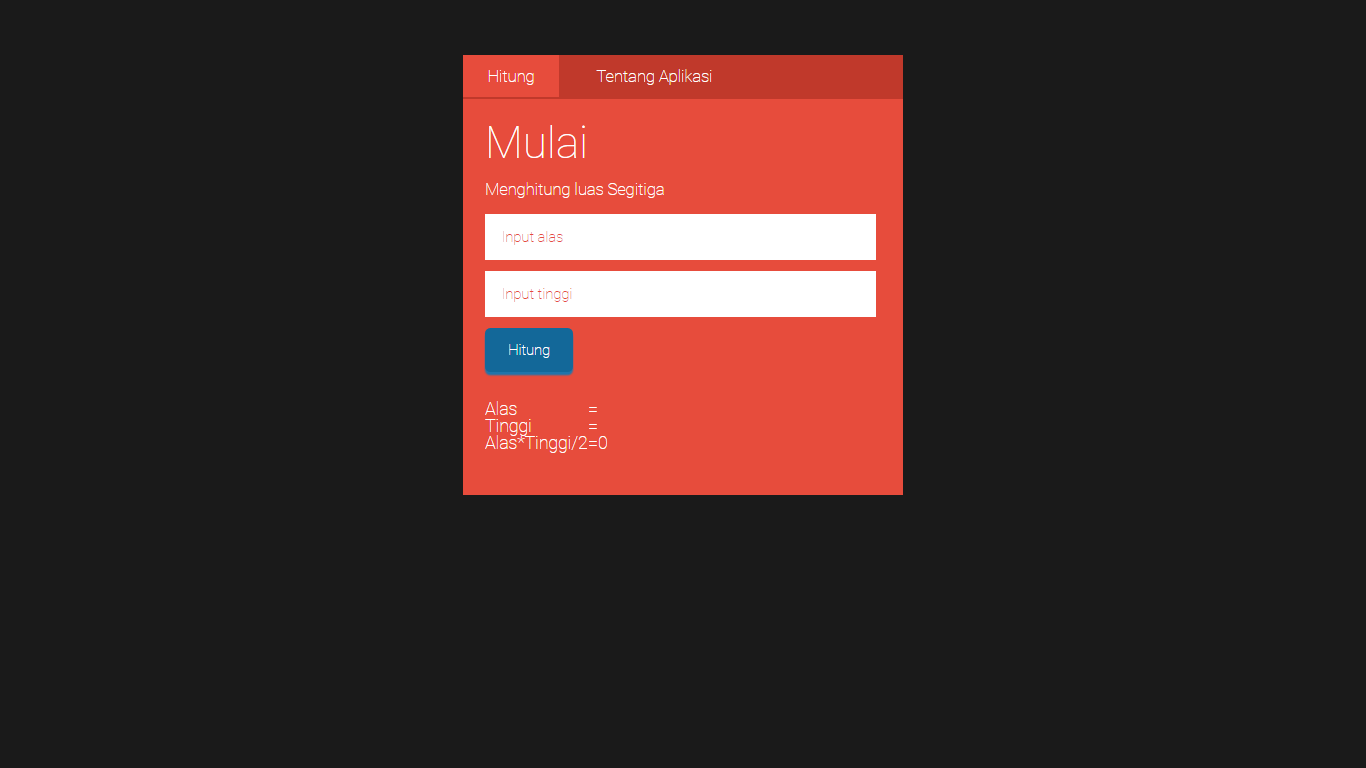 Hitung Tentang Aplikasi
Mulai
Menghitung luas Segitiga
Input alas
Input tinggi
Hitung
Alas =
Tinggi =
Alas*Tinggi/2=0